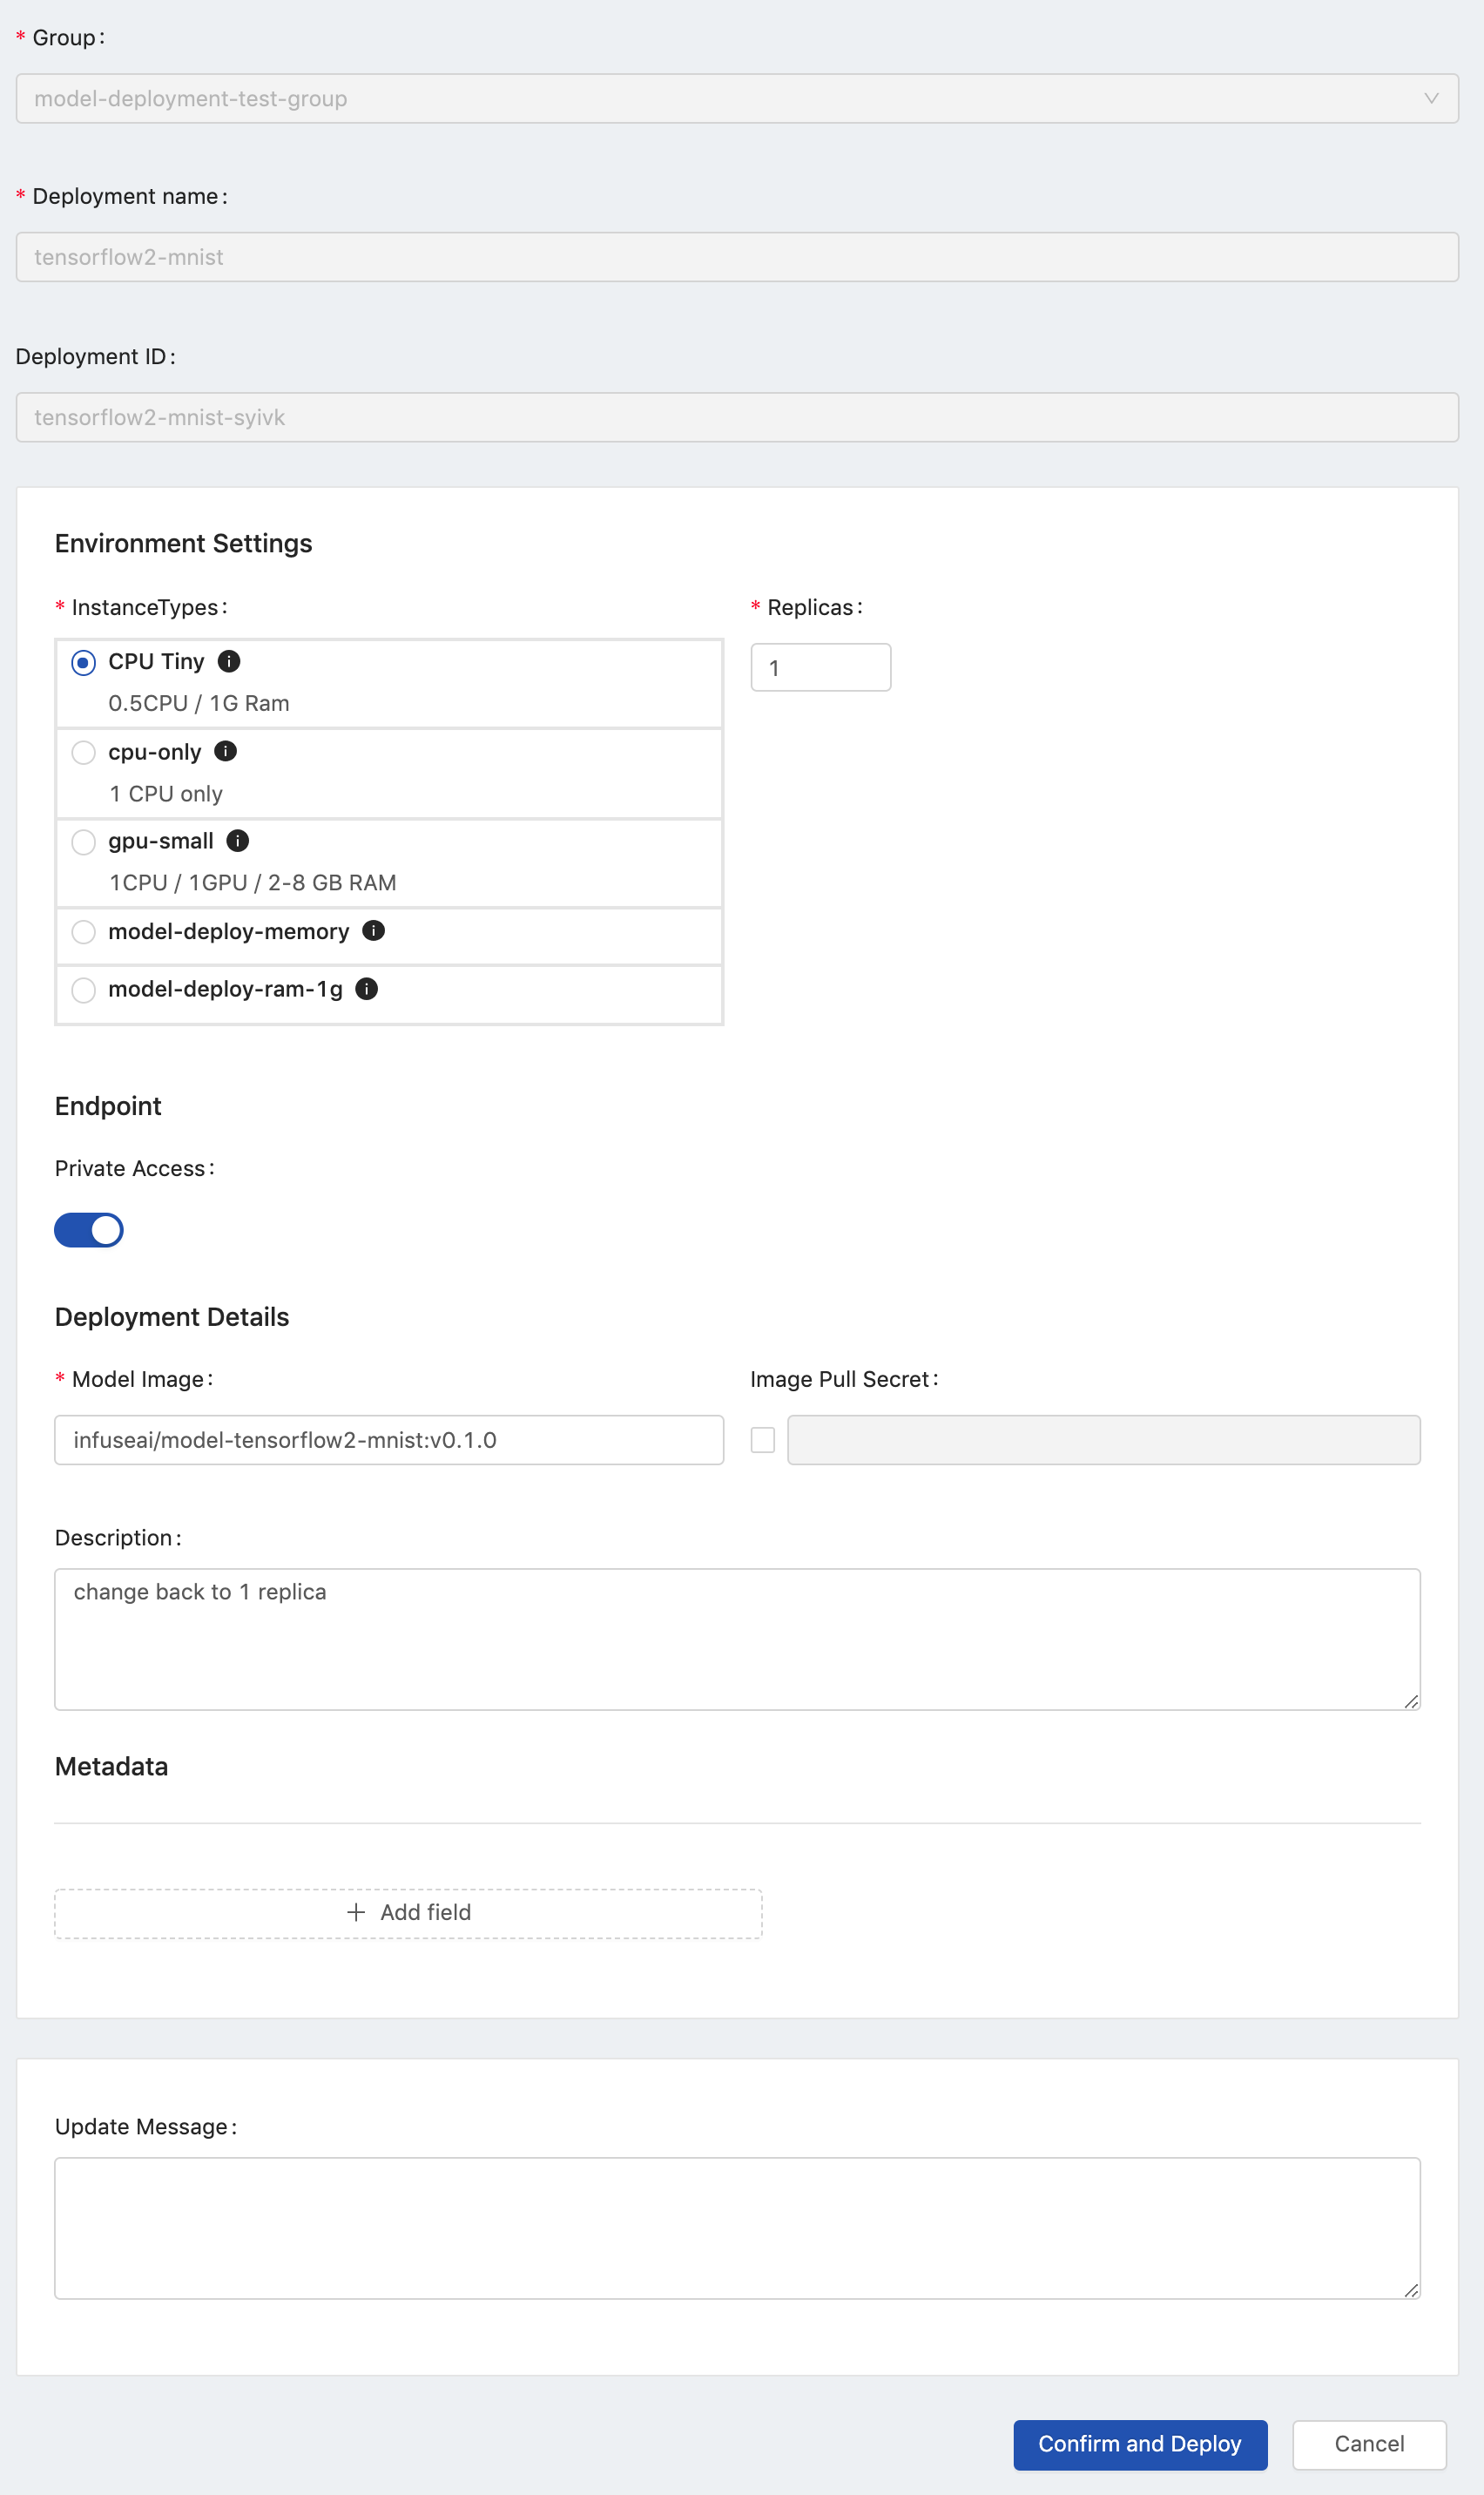 * Group:
model-deployment-test-group
* Deployment name:
tensorflow2-mnist
Deployment ID:
tensorflow2-mnist-syivk
Environment Settings
* InstanceTypes:
CPU Tiny
0.5CPU / 1G Ram
cpu-only
1 CPU only
gpu-small
1CPU / 1GPU / 2-8 GB RAM
model-deploy-memory
model-deploy-ram-1g
* Replicas:
1
Endpoint
Private Access:
Deployment Details
* Model Image:
infuseai/model-tensorflow2-mnist:v0.1.0
Image Pull Secret:
Description:
change back to 1 replica
Metadata
+ Add field
Update Message:
Confirm and Deploy
Cancel